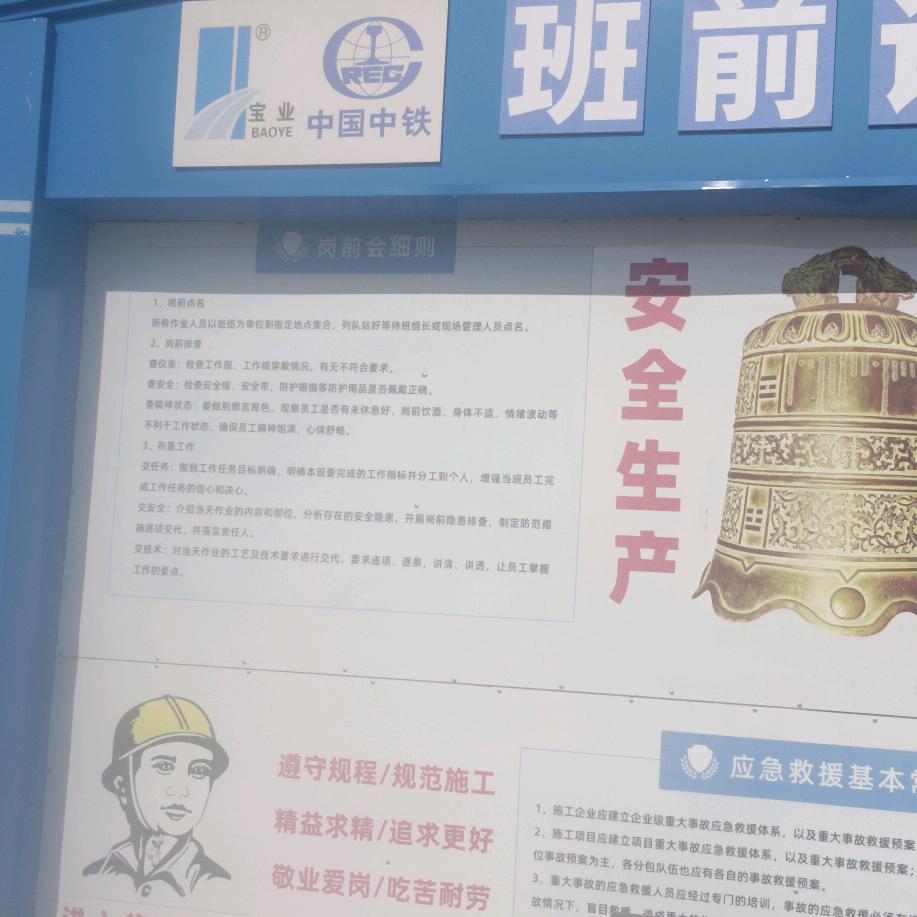 宝业
BAOYE
®
CREG
中国中铁
班前
岗前会细则
1、岗前点名
所有作业人员以班组为单位到指定地点集合，列队站好等待班组长或现场管理人员点名。
2、岗前排查
查仪表：检查工作服、工作帽穿戴情况，有无不符合要求。
查安全：检查安全帽、安全带、防护眼镜等防护用品是否佩戴正确。
查精神状态：要做到察言观色，观察员工是否有未休息好、岗前饮酒、身体不适、情绪波动等
不利于工作状态，确保员工精神饱满、心情舒畅。
3、布置工作
交任务：做到工作任务目标明确，明确本班要完成的工作指标并分工到个人，增强当班员工完
成工作任务的信心和决心。
交安全：介绍当天作业的内容和部位，分析存在的安全隐患，开展岗前隐患排查，制定防范措
施逐项交代，并落实责任人。
交技术：对当天作业的工艺及技术要求进行交代，要求逐项、逐条，讲清、讲透，让员工掌握
工作的要点。
安全生产
遵守规程/规范施工
精益求精/追求更好
敬业爱岗/吃苦耐劳
应急救援基本
1、施工企业应建立企业级重大事故应急救援体系，以及重大事故救援预案
2、施工项目应建立项目重大事故应急救援体系，以及重大事故救援预案；
位事故预案为主，各分包队伍也应有各自的事故救援预案。
3、重大事故的应急救援人员应经过专门的培训，事故的应急救援必须有
故情况下，盲目救援